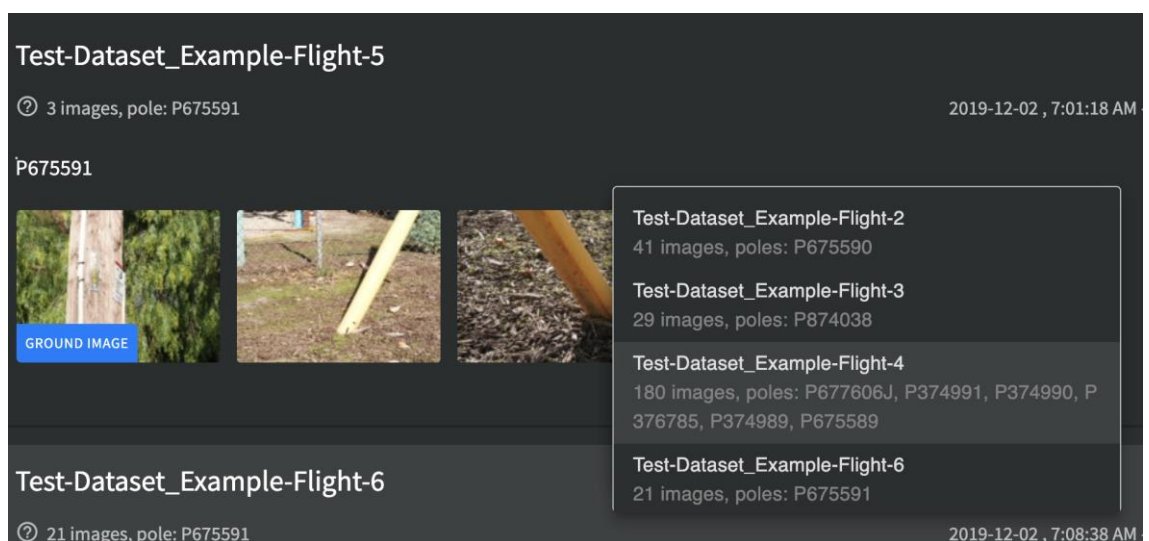 Test-Dataset_Example-Flight-5
3 images, pole: P675591
2019-12-02 , 7:01:18 AM
P675591
GROUND IMAGE
Test-Dataset_Example-Flight-2
41 images, poles: P675590
Test-Dataset_Example-Flight-3
29 images, poles: P874038
Test-Dataset_Example-Flight-4
180 images, poles: P677606J, P374991, P374990, P
376785, P374989, P675589
Test-Dataset_Example-Flight-6
21 images, poles: P675591
Test-Dataset_Example-Flight-6
21 images, pole: P675591
2019-12-02 , 7:08:38 AM